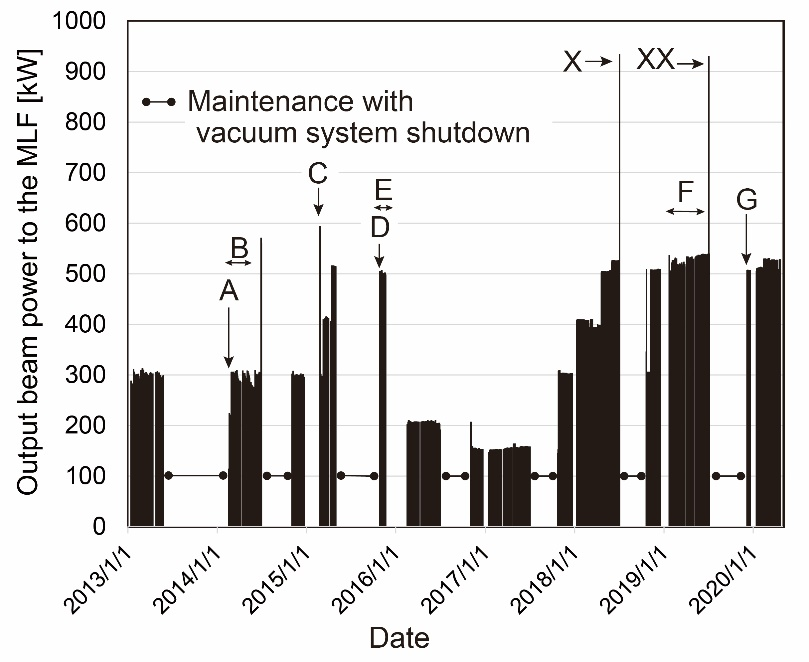 Output beam power to the MLF [kW]
1000
900
800
700
600
500
400
300
200
100
0
Maintenance with
vacuum system shutdown
A
B
C
D
E
X
XX
F
G
2013/1/1
2014/1/1
2015/1/1
2016/1/1
2017/1/1
2018/1/1
2019/1/1
2020/1/1
Date